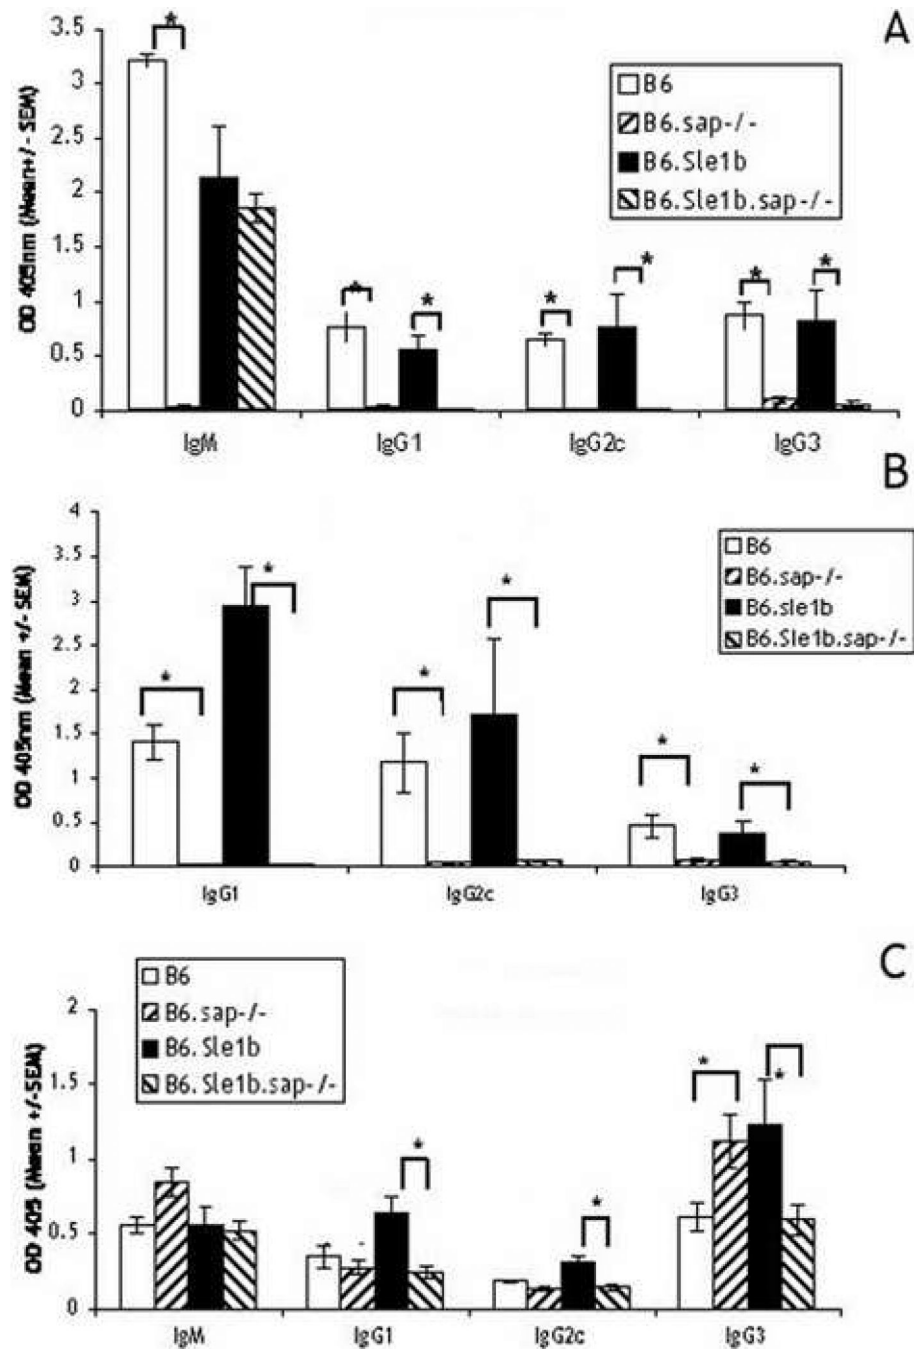 A
OD 405nm (Mean+/- SEM)
3.5
3
2.5
2
1.5
1
0.5
0
*
*
*
*
*
*
*
B6
B6.sap-/-
B6.Sle1b
B6.Sle1b.sap-/-
IgM
IgG1
IgG2c
IgG3
B
OD 405nm (Mean +/- SEM)
4
3.5
3
2.5
2
1.5
1
0.5
0
*
*
*
*
*
*
B6
B6.sap-/-
B6.sle1b
B6.Sle1b.sap-/-
IgG1
IgG2c
IgG3
C
OD 405 (Mean +/-SEM)
2
1.5
1
0.5
0
B6
B6.sap-/-
B6.Sle1b
B6.Sle1b.sap-/-
*
*
*
*
IgM
IgG1
IgG2c
IgG3